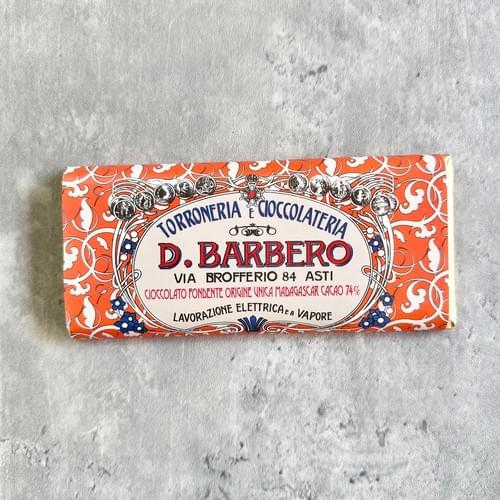 TORRONERIA E CIOCCOLATERIA
D. BARBERO
VIA BROFFERIO 84 ASTI
CIOCCOLATO FONDENTE ORIGINE UNICA MADAGASCAR CACAO 74%
LAVORAZIONE ELETTRICA E A VAPORE